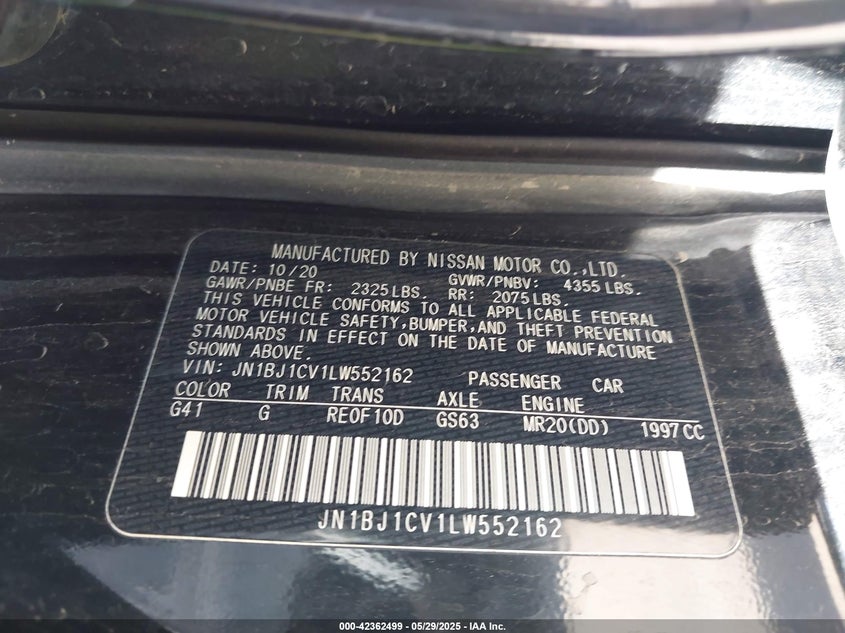 MANUFACTURED BY NISSAN MOTOR CO.,LTD.
DATE: 10/20 GVWR/PNBV: 4355 LBS.
GAWR/PNBE FR: 2325 LBS. RR: 2075 LBS.
THIS VEHICLE CONFORMS TO ALL APPLICABLE FEDERAL
MOTOR VEHICLE SAFETY, BUMPER, AND THEFT PREVENTION
STANDARDS IN EFFECT ON THE DATE OF MANUFACTURE
SHOWN ABOVE.
VIN: JN1BJ1CV1LW552162 PASSENGER CAR
COLOR TRIM TRANS AXLE ENGINE
G41 G RE0F10D GS63 MR20(DD) 1997CC
JN1BJ1CV1LW552162
000-42362499 — 05/29/2025 - IAA Inc.